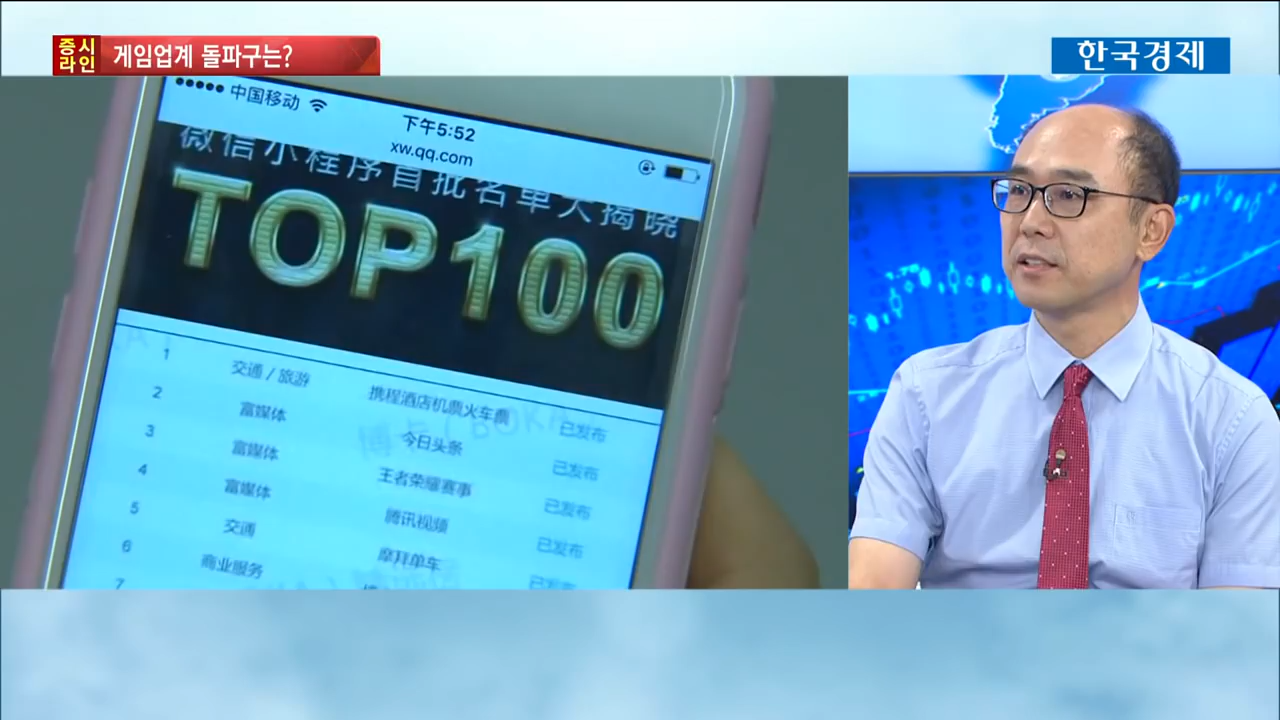 증시
라인
게임업계 돌파구는?
한국경제
中国移动
下午5:52
xw.qq.com
微信小程序首批名单大揭晓
TOP100
1 交通 / 旅游 携程酒店机票火车票 已发布
2 富媒体 今日头条 已发布
3 富媒体 王者荣耀赛事 已发布
4 富媒体 腾讯视频 已发布
5 交通 摩拜单车 已发布
6 商业服务
7